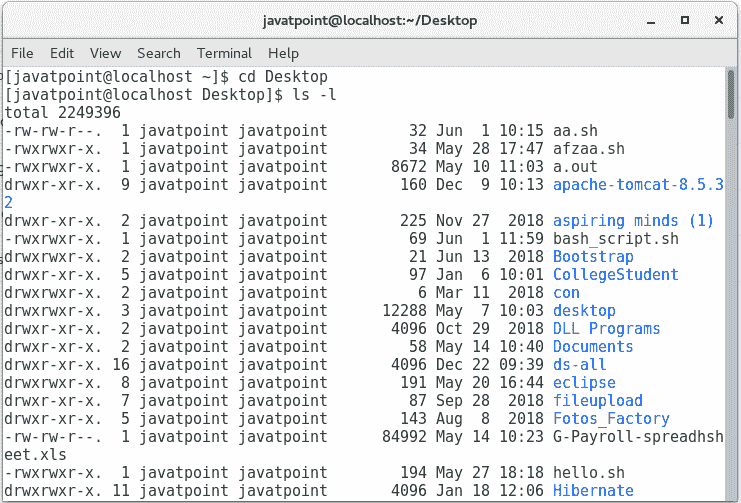 javatpoint@localhost:~/Desktop
File Edit View Search Terminal Help
[javatpoint@localhost ~]$ cd Desktop
[javatpoint@localhost Desktop]$ ls -l
total 2249396
-rw-rw-r--.  1 javatpoint javatpoint         32 Jun  1 10:15 aa.sh
-rwxrwxr-x.  1 javatpoint javatpoint         34 May 28 17:47 afzaa.sh
-rwxrwxr-x.  1 javatpoint javatpoint       8672 May 10 11:03 a.out
drwxr-xr-x.  9 javatpoint javatpoint        160 Dec  9 10:13 apache-tomcat-8.5.3
2
drwxr-xr-x.  2 javatpoint javatpoint        225 Nov 27  2018 aspiring minds (1)
-rwxrwxr-x.  1 javatpoint javatpoint         69 Jun  1 11:59 bash_script.sh
drwxrwxr-x.  2 javatpoint javatpoint         21 Jun 13  2018 Bootstrap
drwxrwxr-x.  5 javatpoint javatpoint         97 Jan  6 10:01 CollegeStudent
drwxrwxr-x.  2 javatpoint javatpoint          6 Mar 11  2018 con
drwxrwxr-x.  3 javatpoint javatpoint      12288 May  7 10:03 desktop
drwxr-xr-x.  2 javatpoint javatpoint       4096 Oct 29  2018 DLL Programs
drwxrwxr-x.  2 javatpoint javatpoint         58 May 14 10:40 Documents
drwxr-xr-x. 16 javatpoint javatpoint       4096 Dec 22 09:39 ds-all
drwxrwxr-x.  8 javatpoint javatpoint        191 May 20 16:44 eclipse
drwxrwxr-x.  7 javatpoint javatpoint         87 Sep 28  2018 fileupload
drwxr-xr-x.  5 javatpoint javatpoint        143 Aug  8  2018 Fotos_Factory
-rw-rw-r--.  1 javatpoint javatpoint      84992 May 14 10:23 G-Payroll-spreadhsh
eet.xls
-rwxrwxr-x.  1 javatpoint javatpoint        194 May 27 18:18 hello.sh
drwxrwxr-x. 11 javatpoint javatpoint       4096 Jan 18 12:06 Hibernate